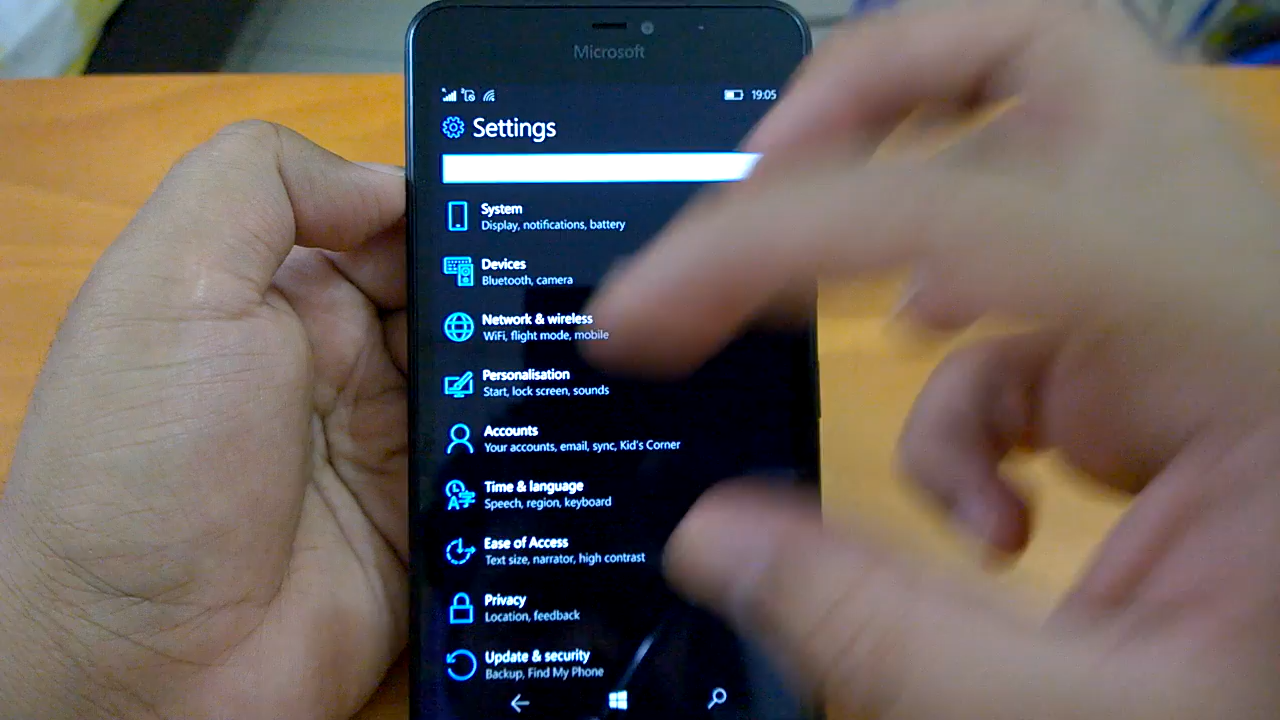 Microsoft
19:05
Settings
System
Display, notifications, battery
Devices
Bluetooth, camera
Network & wireless
WiFi, flight mode, mobile
Personalisation
Start, lock screen, sounds
Accounts
Your accounts, email, sync, Kid's Corner
Time & language
Speech, region, keyboard
Ease of Access
Text size, narrator, high contrast
Privacy
Location, feedback
Update & security
Backup, Find My Phone